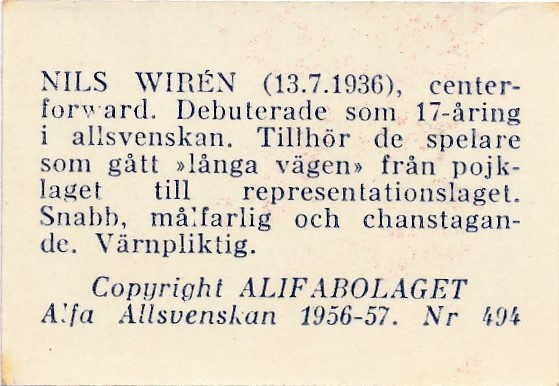 NILS WIRÉN (13.7.1936), center-
forward. Debuterade som 17-åring
i allsvenskan. Tillhör de spelare
som gått »långa vägen» från pojk-
laget till representationslaget.
Snabb, målfarlig och chanstagan-
de. Värnpliktig.
Copyright ALIFABOLAGET
Alfa Allsvenskan 1956-57. Nr 494